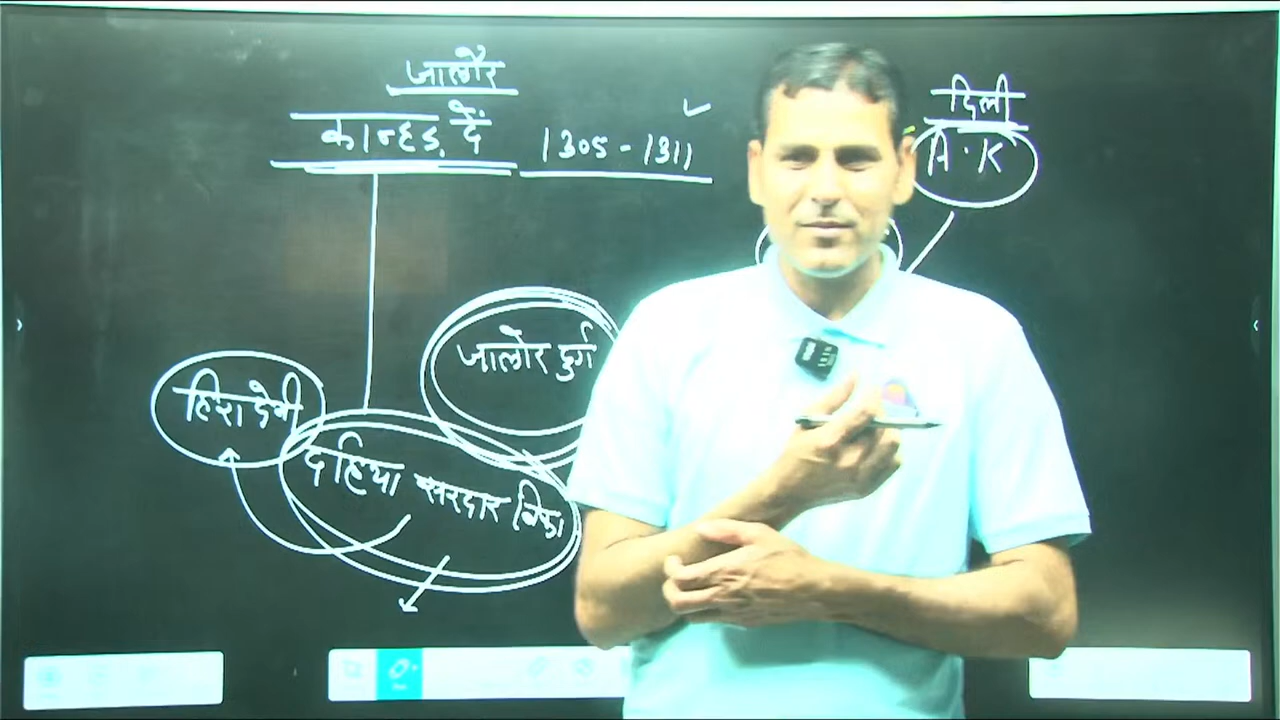 जालौर
दिल्ली
कान्हड़ दें 1305 - 1311
A.K
जालौर दुर्ग
हिरा देवी
दहिया सरदार बिका